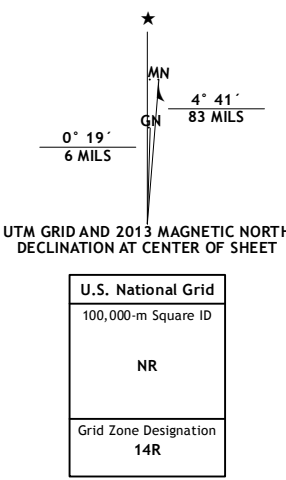 ★
MN
4° 41´
83 MILS
GN
0° 19´
6 MILS
UTM GRID AND 2013 MAGNETIC NORTH
DECLINATION AT CENTER OF SHEET
U.S. National Grid
100,000-m Square ID
NR
Grid Zone Designation
14R